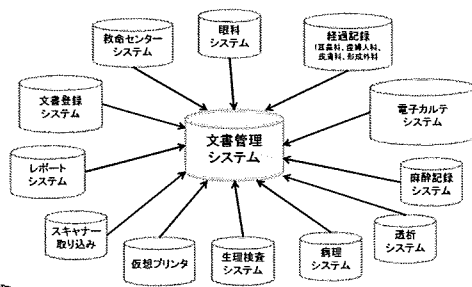 救命センター
システム
眼科
システム
経過記録
(耳鼻科、産婦人科、
皮膚科、形成外科
文書登録
システム
文書管理
システム
電子カルテ
システム
レポート
システム
麻酔記録
システム
スキャナー
取り込み
仮想プリンタ
生理検査
システム
病理
システム
透析
システム